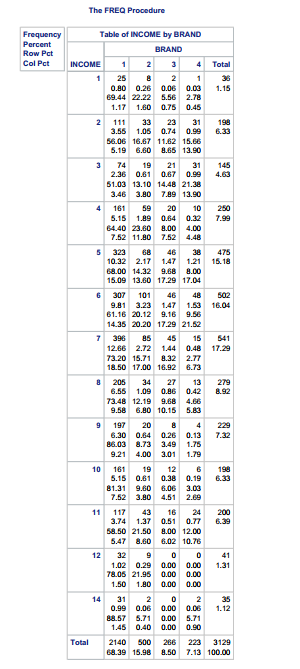 The FREQ Procedure
Frequency
Percent
Row Pct
Col Pct
Table of INCOME by BRAND
BRAND
INCOME 1 2 3 4 Total
1 25 8 2 1 36
0.80 0.26 0.06 0.03 1.15
69.44 22.22 5.56 2.78
1.17 1.60 0.75 0.45
2 111 33 23 31 198
3.55 1.05 0.74 0.99 6.33
56.06 16.67 11.62 15.66
5.19 6.60 8.65 13.90
3 74 19 21 31 145
2.36 0.61 0.67 0.99 4.63
51.03 13.10 14.48 21.38
3.46 3.80 7.89 13.90
4 161 59 20 10 250
5.15 1.89 0.64 0.32 7.99
64.40 23.60 8.00 4.00
7.52 11.80 7.52 4.48
5 323 68 46 38 475
10.32 2.17 1.47 1.21 15.18
68.00 14.32 9.68 8.00
15.09 13.60 17.29 17.04
6 307 101 46 48 502
9.81 3.23 1.47 1.53 16.04
61.16 20.12 9.16 9.56
14.35 20.20 17.29 21.52
7 396 85 45 15 541
12.66 2.72 1.44 0.48 17.29
73.20 15.71 8.32 2.77
18.50 17.00 16.92 6.73
8 205 34 27 13 279
6.55 1.09 0.86 0.42 8.92
73.48 12.19 9.68 4.66
9.58 6.80 10.15 5.83
9 197 20 8 4 229
6.30 0.64 0.26 0.13 7.32
86.03 8.73 3.49 1.75
9.21 4.00 3.01 1.79
10 161 19 12 6 198
5.15 0.61 0.38 0.19 6.33
81.31 9.60 6.06 3.03
7.52 3.80 4.51 2.69
11 117 43 16 24 200
3.74 1.37 0.51 0.77 6.39
58.50 21.50 8.00 12.00
5.47 8.60 6.02 10.76
12 32 9 0 0 41
1.02 0.29 0.00 0.00 1.31
78.05 21.95 0.00 0.00
1.50 1.80 0.00 0.00
14 31 2 0 2 35
0.99 0.06 0.00 0.06 1.12
88.57 5.71 0.00 5.71
1.45 0.40 0.00 0.90
Total 2140 500 266 223 3129
68.39 15.98 8.50 7.13 100.00